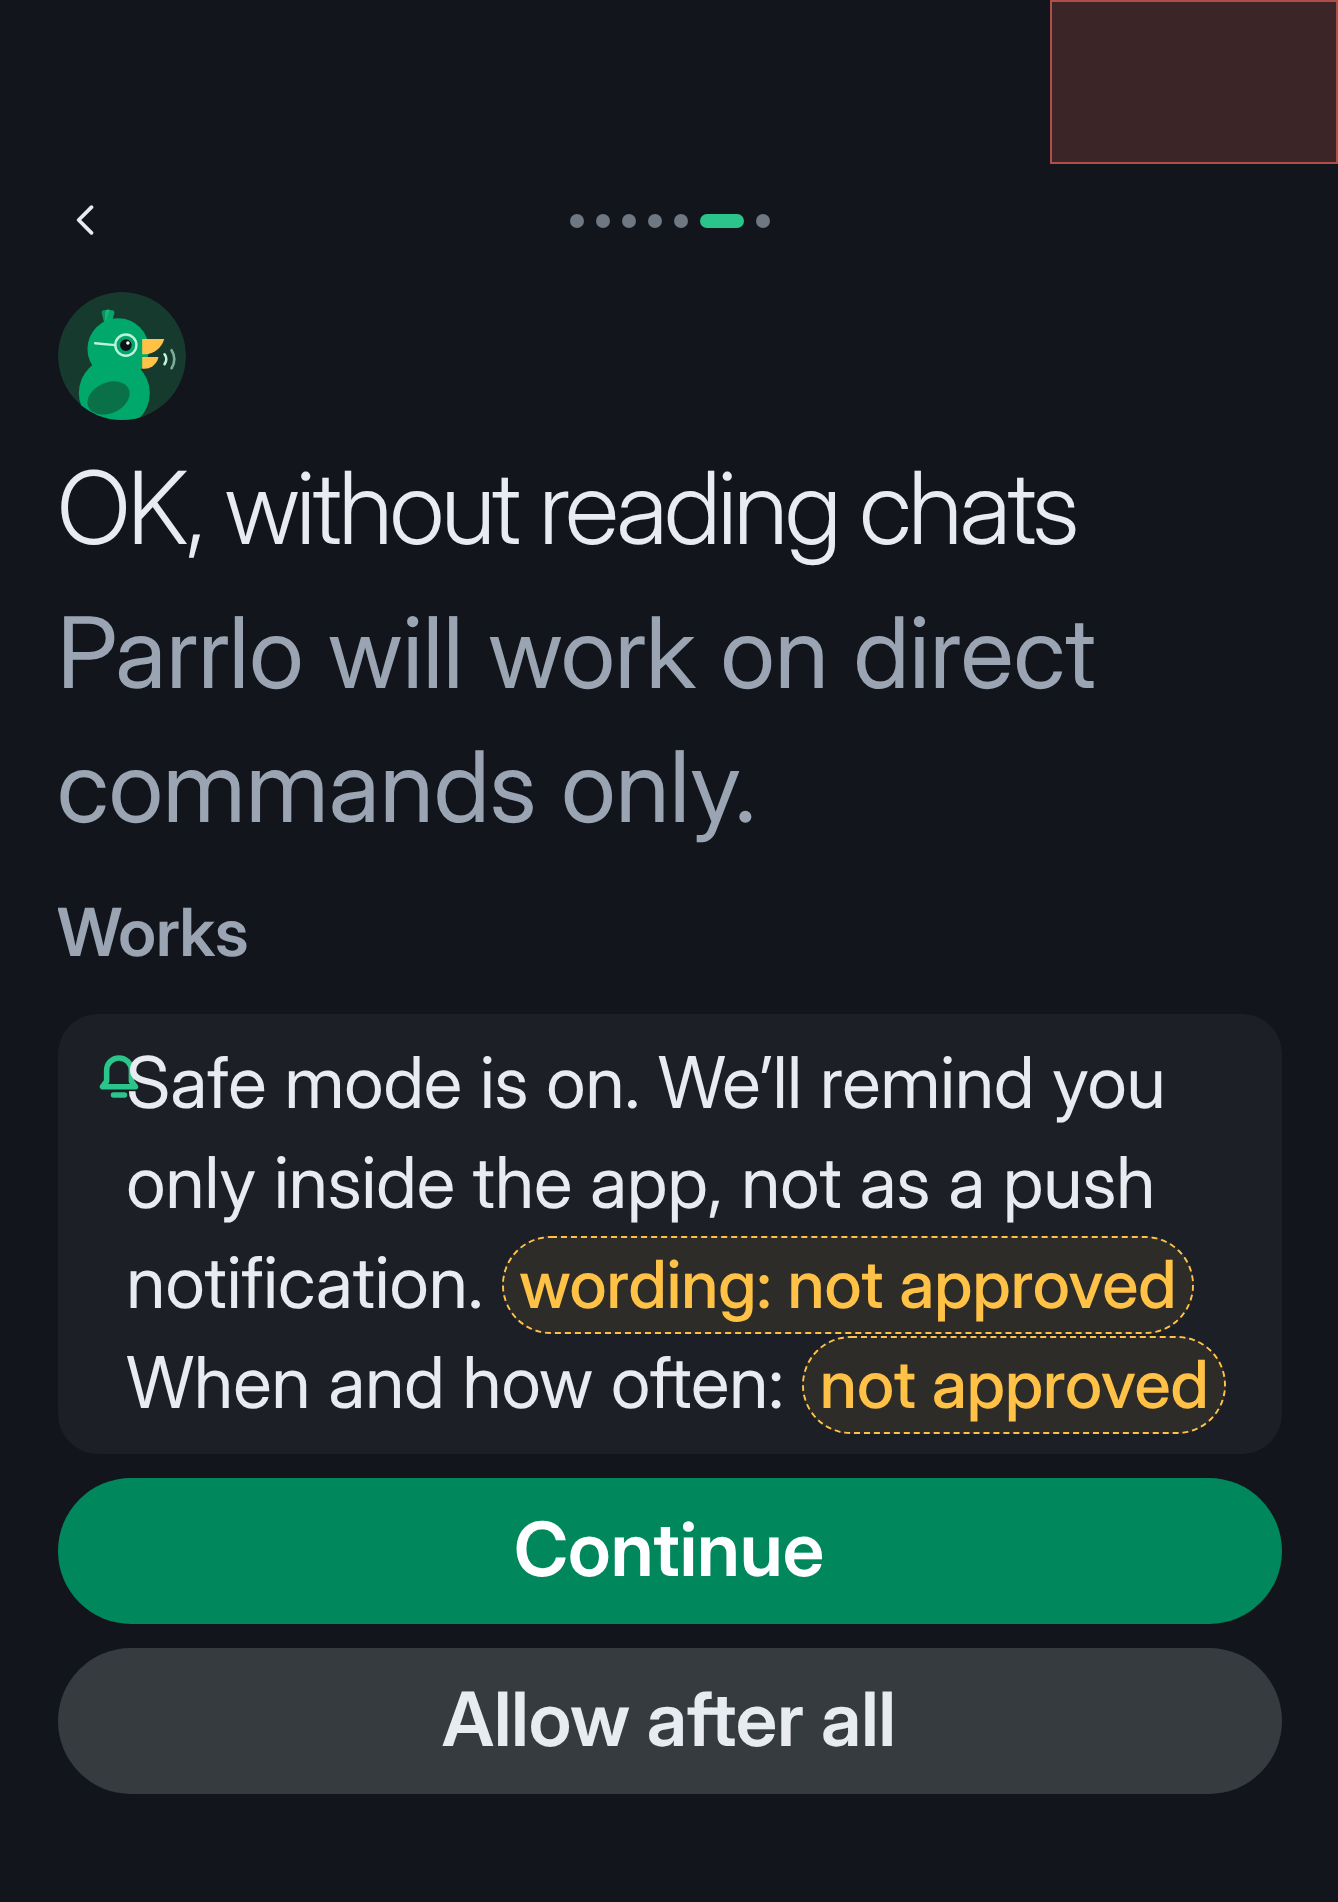 OK, without reading chats
Parrlo will work on direct
commands only.
Works
Safe mode is on. We’ll remind you
only inside the app, not as a push
notification. wording: not approved
When and how often: not approved
Continue
Allow after all